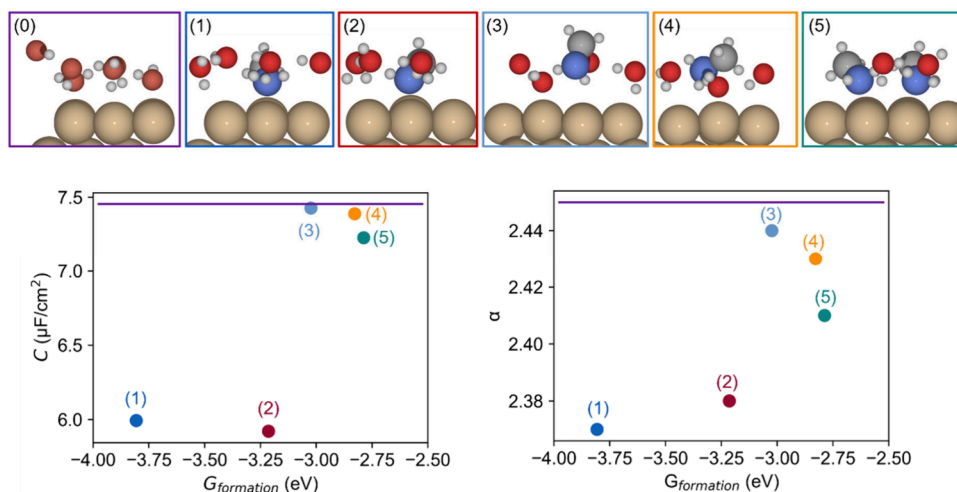 (0) (1) (2) (3) (4) (5)
7.5
7.0
6.5
6.0
C (μF/cm²)
(1)
(2)
(3)
(4)
(5)
−4.00 −3.75 −3.50 −3.25 −3.00 −2.75 −2.50
Gformation (eV)
2.44
2.42
2.40
2.38
α
(1)
(2)
(3)
(4)
(5)
−4.00 −3.75 −3.50 −3.25 −3.00 −2.75 −2.50
Gformation (eV)